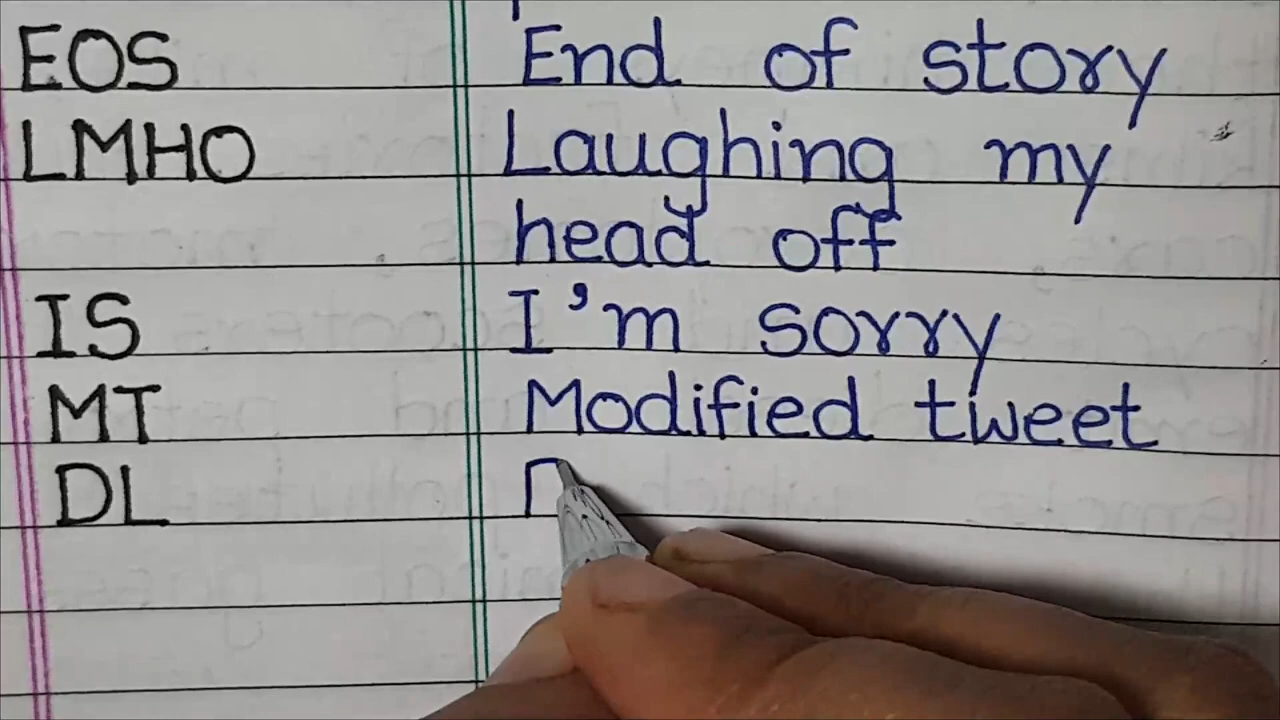 EOS End of story
LMHO Laughing my
head off
IS I'm sorry
MT Modified tweet
DL